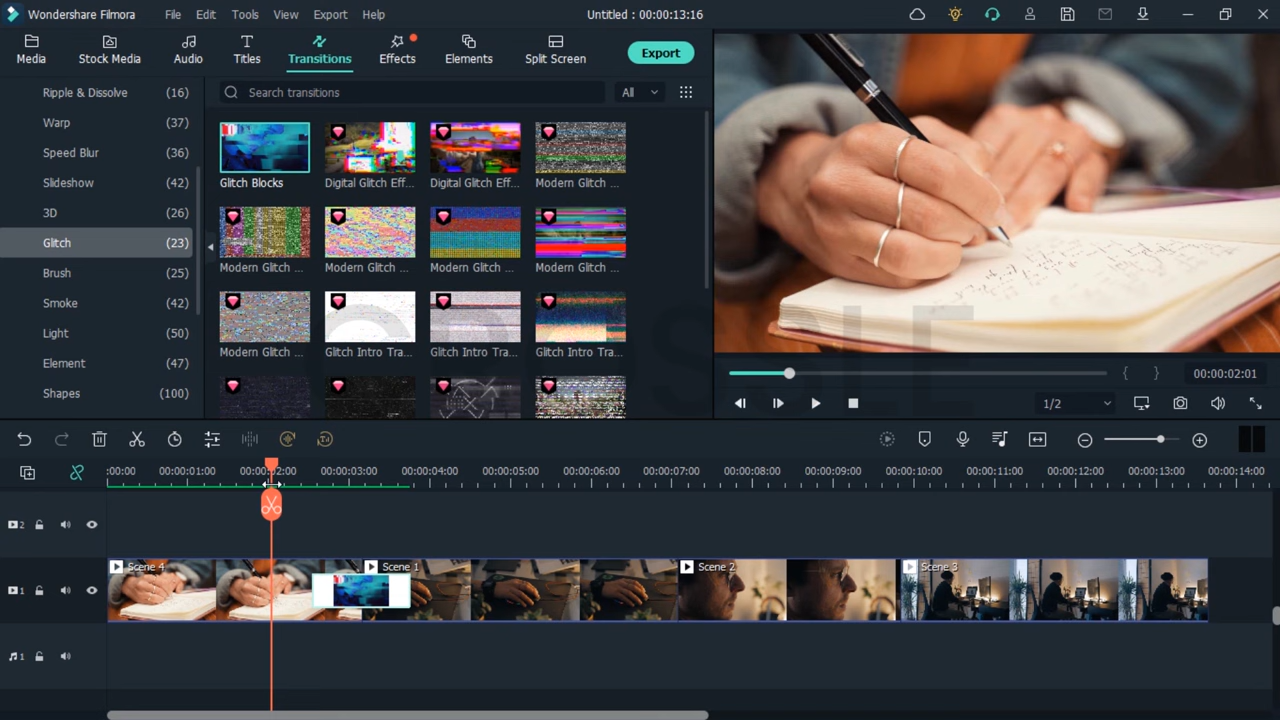 Wondershare Filmora File Edit Tools View Export Help Untitled : 00:00:13:16
Media Stock Media Audio Titles Transitions Effects Elements Split Screen Export
Ripple & Dissolve (16)
Warp (37)
Speed Blur (36)
Slideshow (42)
3D (26)
Glitch (23)
Brush (25)
Smoke (42)
Light (50)
Element (47)
Shapes (100)
Search transitions All
Glitch Blocks Digital Glitch Eff... Digital Glitch Eff... Modern Glitch ...
Modern Glitch ... Modern Glitch ... Modern Glitch ... Modern Glitch ...
Modern Glitch ... Glitch Intro Tra... Glitch Intro Tra... Glitch Intro Tra...
00:00:02:01
1/2
:00:00 00:00:01:00 00:00:02:00 00:00:03:00 00:00:04:00 00:00:05:00 00:00:06:00 00:00:07:00 00:00:08:00 00:00:09:00 00:00:10:00 00:00:11:00 00:00:12:00 00:00:13:00 00:00:14:00
2
1 Scene 4 Scene 1 Scene 2 Scene 3
1